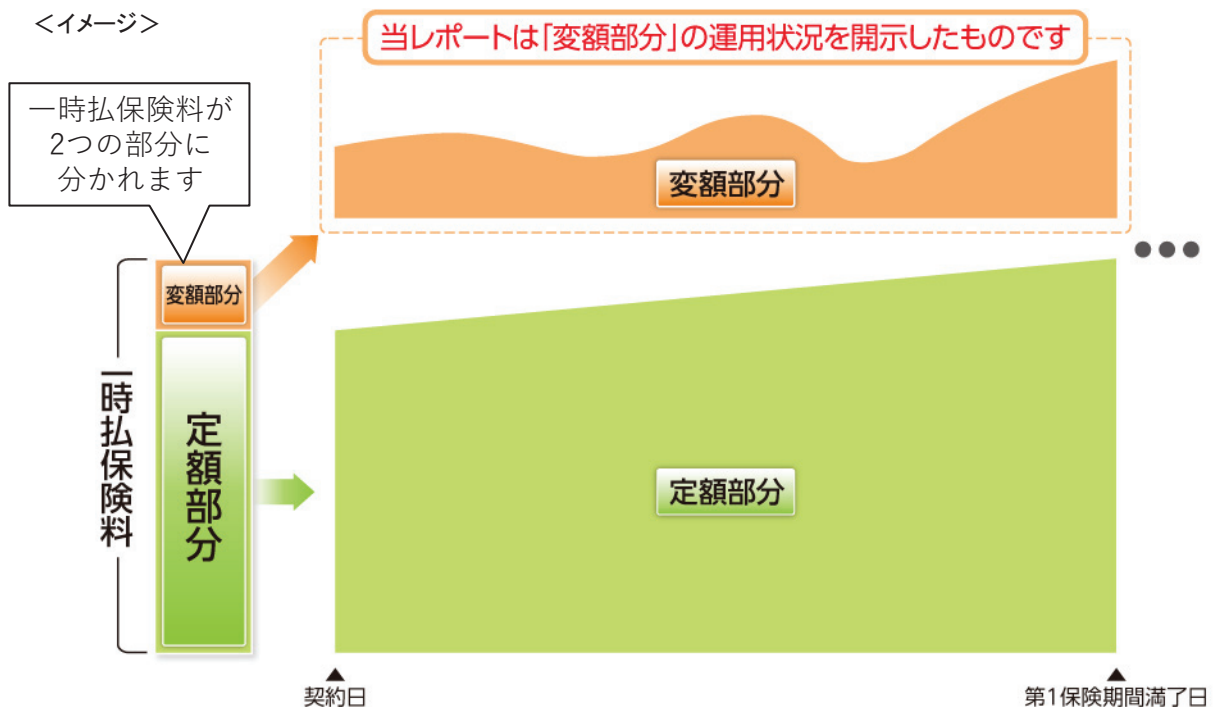 ＜イメージ＞
当レポートは「変額部分」の運用状況を開示したものです
一時払保険料が
2つの部分に
分かれます
変額部分
変額部分
一時払保険料
定額部分
定額部分
契約日
第1保険期間満了日